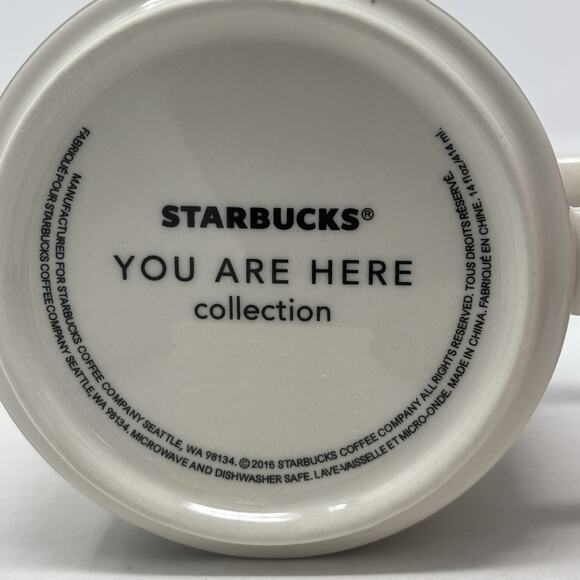 STARBUCKS®
YOU ARE HERE
collection
MANUFACTURED FOR STARBUCKS COFFEE COMPANY SEATTLE, WA 98134. ©2016 STARBUCKS COFFEE COMPANY ALL RIGHTS RESERVED. TOUS DROITS RÉSERVÉ.
FABRIQUÉ POUR STARBUCKS COFFEE COMPANY SEATTLE, WA 98134. MICROWAVE AND DISHWASHER SAFE. LAVE-VAISSELLE ET MICRO-ONDE. MADE IN CHINA. FABRIQUÉ EN CHINE. 14 fl oz/414 ml.